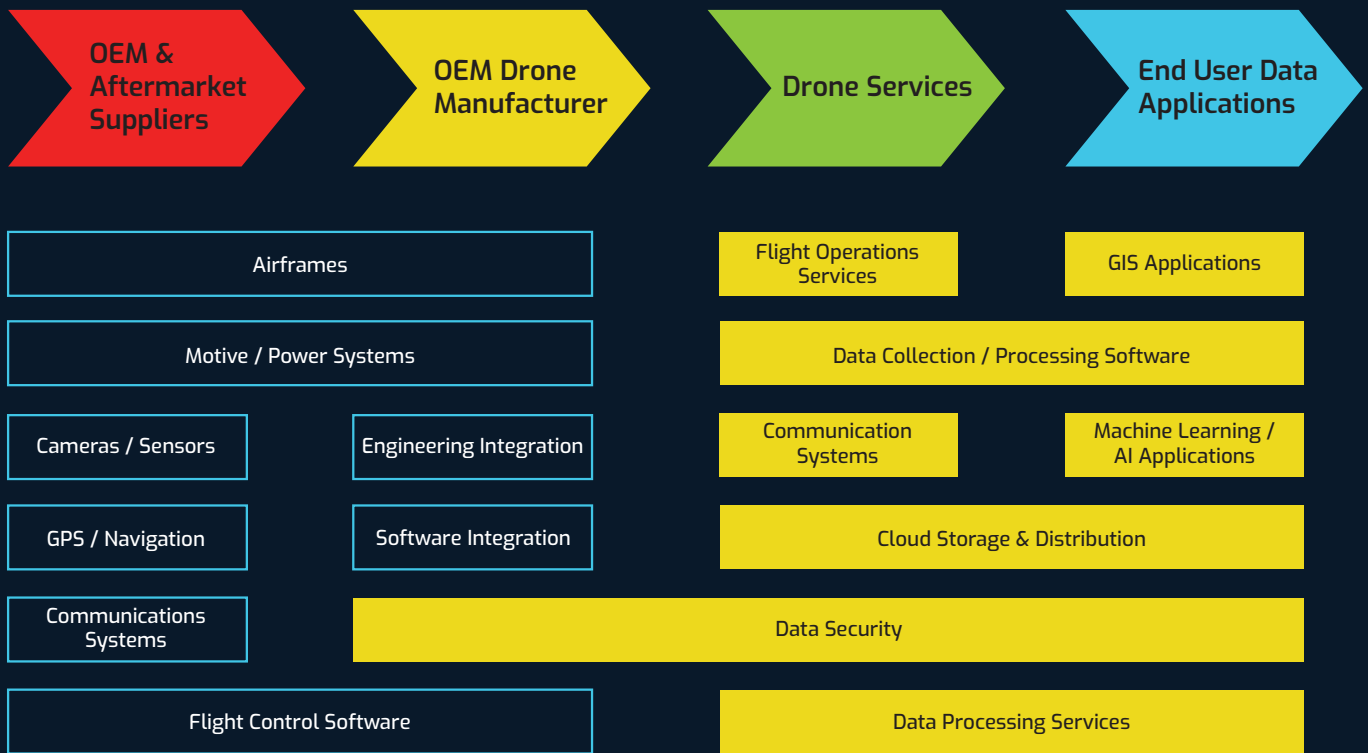 OEM &
Aftermarket
Suppliers
OEM Drone
Manufacturer
Drone Services
End User Data
Applications
Airframes
Flight Operations
Services
GIS Applications
Motive / Power Systems
Data Collection / Processing Software
Cameras / Sensors
Engineering Integration
Communication
Systems
Machine Learning /
AI Applications
GPS / Navigation
Software Integration
Cloud Storage & Distribution
Communications
Systems
Data Security
Flight Control Software
Data Processing Services